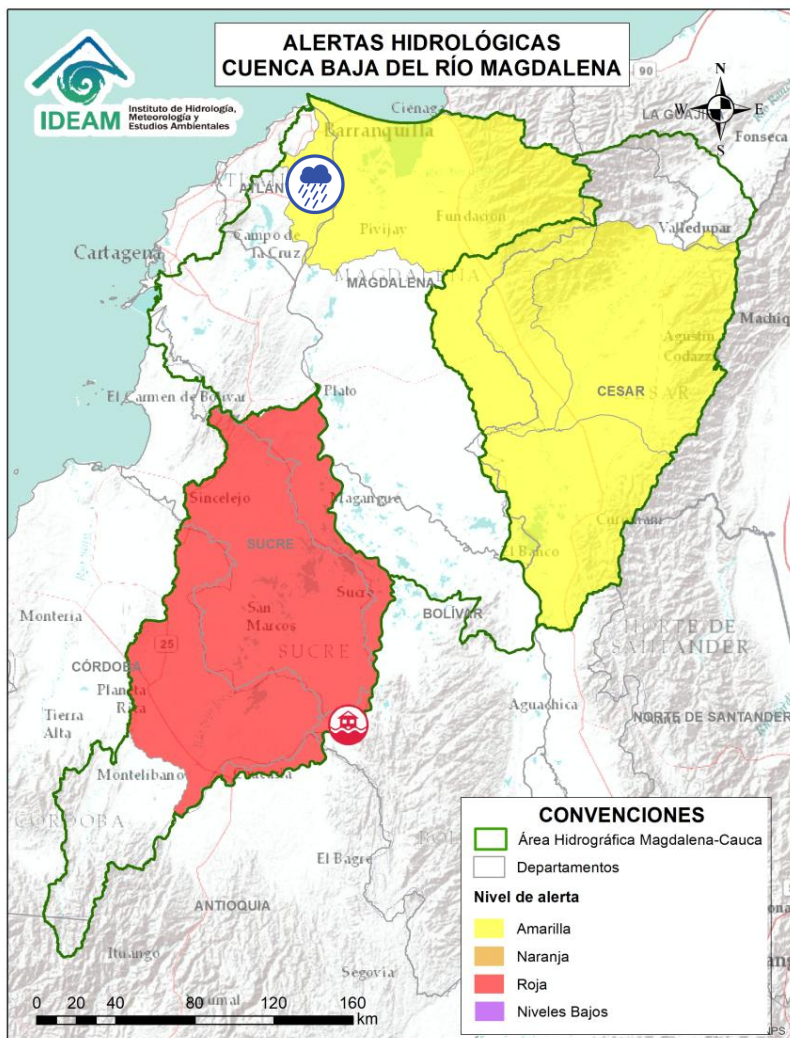 ALERTAS HIDROLÓGICAS
CUENCA BAJA DEL RÍO MAGDALENA
IDEAM
Instituto de Hidrología,
Meteorología y
Estudios Ambientales
N
W
E
S
90
Ciénaga
LA GUAJIRA
Fonseca
Barranquilla
Pivijay
Fundación
Valledupar
Cartagena
Campo de
la Cruz
MAGDALENA
MAGDALENA
Agustín
Codazzi
CESAR
El Carmen de Bolívar
Plato
Sincelejo
Magangue
SUCRE
El Banco
Sucre
San
Marcos
SUCRE
BOLÍVAR
Montería
25
CÓRDOBA
Planeta
Rica
Tierra
Alta
NORTE DE
SANTANDER
Aguachica
NORTE DE SANTANDER
Montelibano
CÓRDOBA
El Bagre
ANTIOQUIA
Ituango
Segovia
CONVENCIONES
Área Hidrográfica Magdalena-Cauca
Departamentos
Nivel de alerta
Amarilla
Naranja
Roja
Niveles Bajos
0 20 40 80 120 160
km